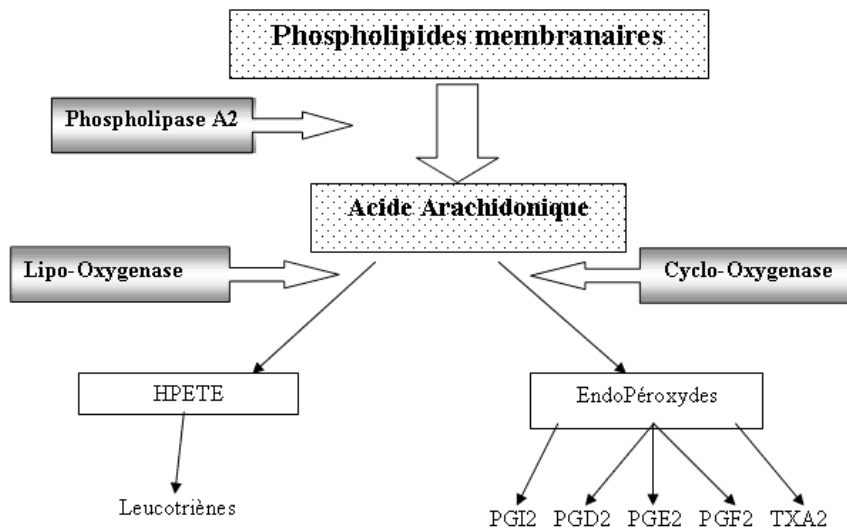 Phospholipides membranaires
Phospholipase A2
Acide Arachidonique
Lipo-Oxygenase
Cyclo-Oxygenase
HPETE
EndoPéroxydes
Leucotriènes
PGI2 PGD2 PGE2 PGF2 TXA2